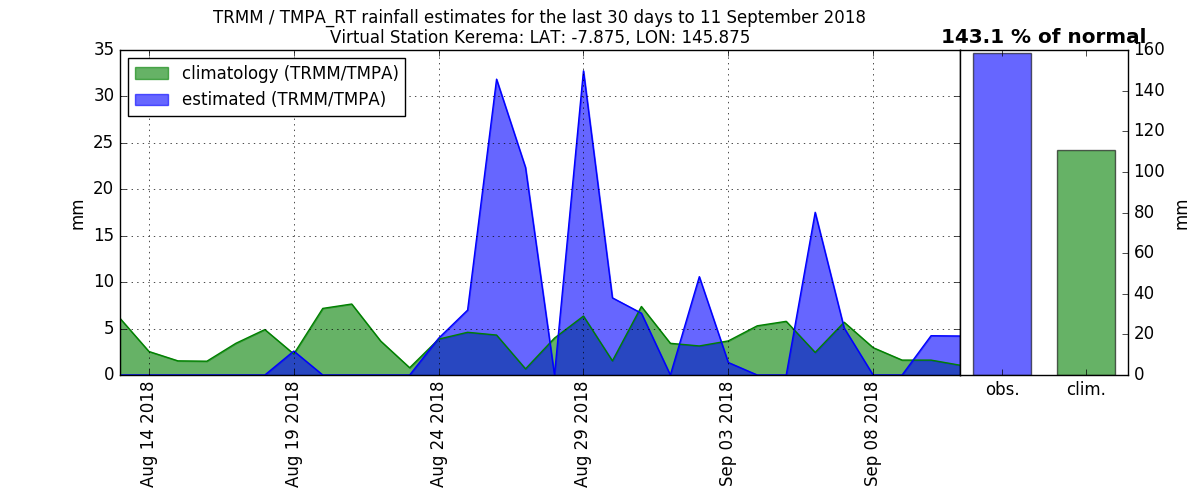 TRMM / TMPA_RT rainfall estimates for the last 30 days to 11 September 2018
Virtual Station Kerema: LAT: -7.875, LON: 145.875
143.1 % of normal
climatology (TRMM/TMPA)
estimated (TRMM/TMPA)
mm
35
30
25
20
15
10
5
0
Aug 14 2018
Aug 19 2018
Aug 24 2018
Aug 29 2018
Sep 03 2018
Sep 08 2018
obs.
clim.
160
140
120
100
80
60
40
20
0
mm